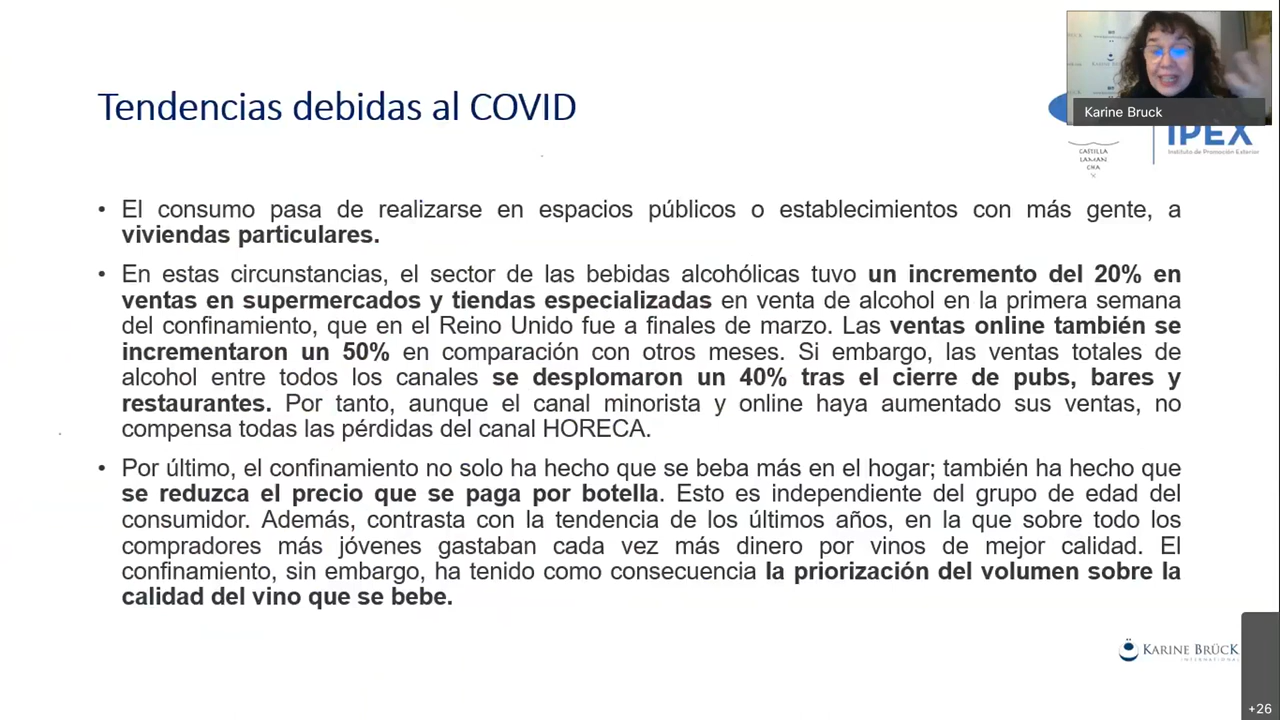 Tendencias debidas al COVID
Karine Bruck
IPEX
Instituto de Promoción Exterior
CASTILLA
LA MAN
CHA
• El consumo pasa de realizarse en espacios públicos o establecimientos con más gente, a
viviendas particulares.
• En estas circunstancias, el sector de las bebidas alcohólicas tuvo un incremento del 20% en
ventas en supermercados y tiendas especializadas en venta de alcohol en la primera semana
del confinamiento, que en el Reino Unido fue a finales de marzo. Las ventas online también se
incrementaron un 50% en comparación con otros meses. Si embargo, las ventas totales de
alcohol entre todos los canales se desplomaron un 40% tras el cierre de pubs, bares y
restaurantes. Por tanto, aunque el canal minorista y online haya aumentado sus ventas, no
compensa todas las pérdidas del canal HORECA.
• Por último, el confinamiento no solo ha hecho que se beba más en el hogar; también ha hecho que
se reduzca el precio que se paga por botella. Esto es independiente del grupo de edad del
consumidor. Además, contrasta con la tendencia de los últimos años, en la que sobre todo los
compradores más jóvenes gastaban cada vez más dinero por vinos de mejor calidad. El
confinamiento, sin embargo, ha tenido como consecuencia la priorización del volumen sobre la
calidad del vino que se bebe.
KARINE BRÜCK
INTERNATIONAL
+26